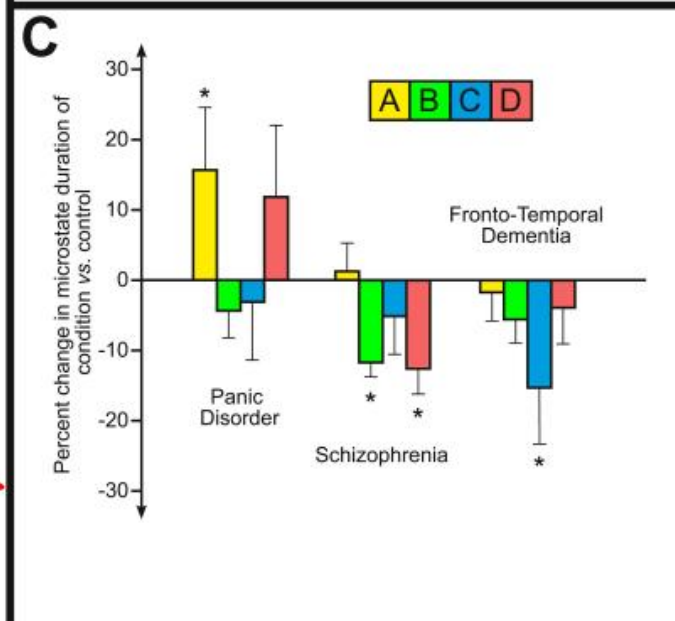 C
Percent change in microstate duration of
condition vs. control
30
20
10
0
-10
-20
-30
*
A B C D
Fronto-Temporal
Dementia
Panic
Disorder
*
*
Schizophrenia
*